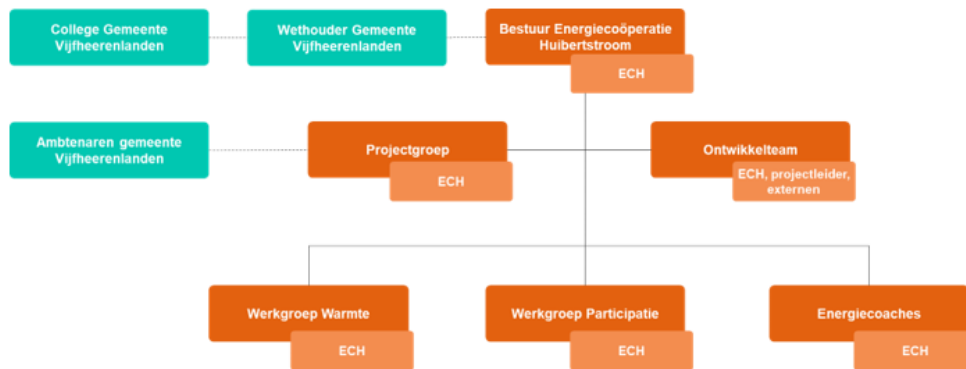 College Gemeente
Vijfheerenlanden
Wethouder Gemeente
Vijfheerenlanden
Bestuur Energiecoöperatie
Huibertstroom
ECH
Ambtenaren gemeente
Vijfheerenlanden
Projectgroep
ECH
Ontwikkelteam
ECH, projectleider,
externen
Werkgroep Warmte
ECH
Werkgroep Participatie
ECH
Energiecoaches
ECH